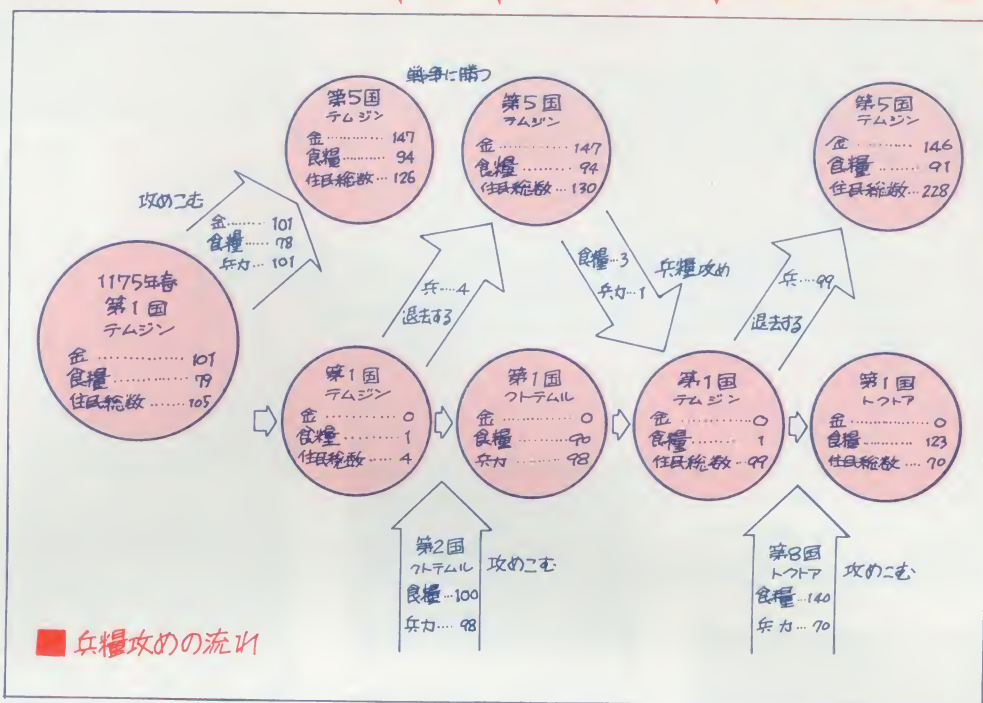 戦争に勝つ
第5国
テムジン
金…………147
食糧………94
住民総数…126
第5国
テムジン
金…………147
食糧………94
住民総数…130
第5国
テムジン
金…………146
食糧………91
住民総数…228
攻めこむ
金……101
食糧……78
兵力…101
1175年春
第1国
テムジン
金……………101
食糧…………79
住民総数……105
兵…4
退去する
食糧…3
兵力…1
兵糧攻め
兵…99
退去する
第1国
テムジン
金…………0
食糧………1
住民総数…4
第1国
クトテムル
金…………0
食糧………90
兵力………98
第1国
テムジン
金…………0
食糧………1
住民総数…99
第1国
トクトア
金…………0
食糧………123
住民総数…70
第2国
クトテムル
食糧…100
兵力…98
攻めこむ
第8国
トクトア
食糧…140
兵力…70
攻めこむ
■兵糧攻めの流れ